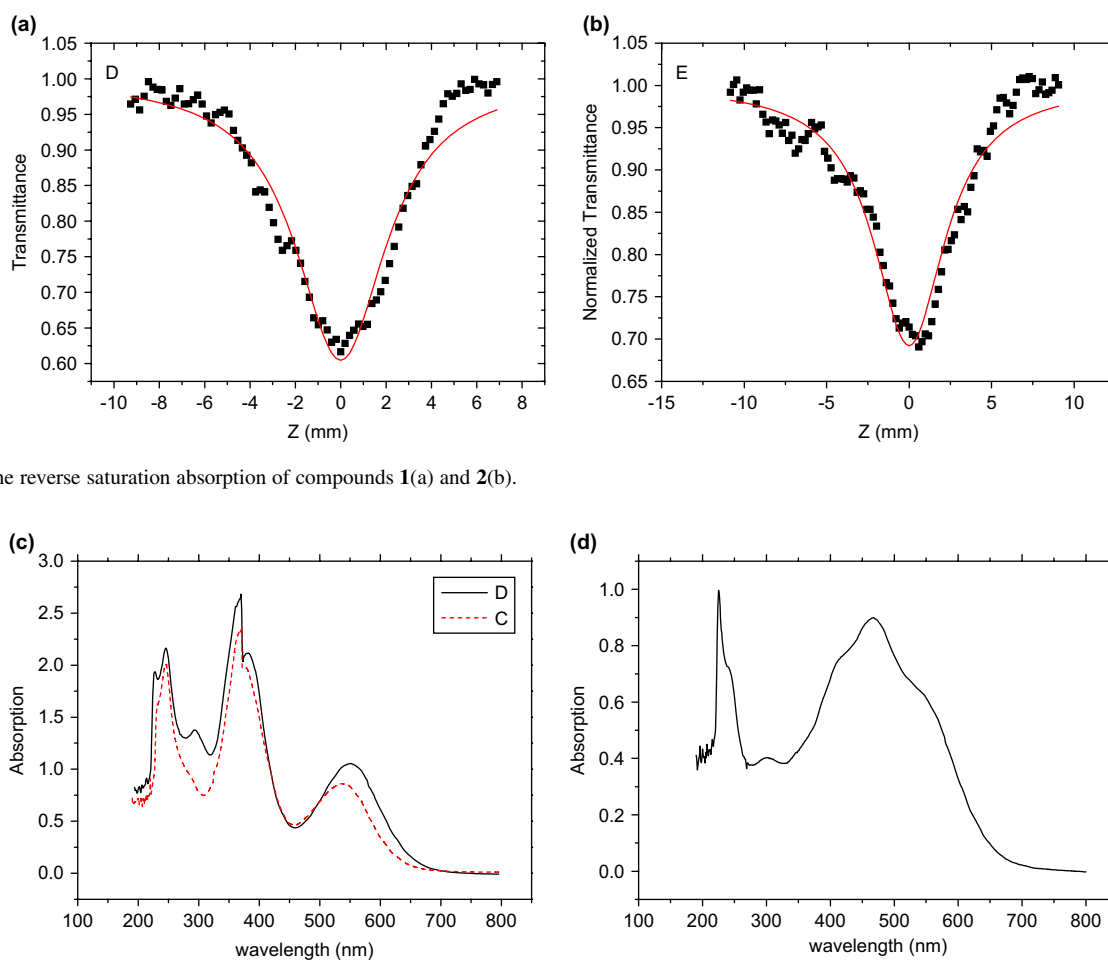 (a)
D
1.05
1.00
0.95
0.90
0.85
0.80
0.75
0.70
0.65
0.60
Transmittance
-10 -8 -6 -4 -2 0 2 4 6 8
Z (mm)
(b)
E
1.05
1.00
0.95
0.90
0.85
0.80
0.75
0.70
0.65
Normalized Transmittance
-15 -10 -5 0 5 10
Z (mm)
reverse saturation absorption of compounds 1(a) and 2(b).
(c)
3.0
2.5
2.0
1.5
1.0
0.5
0.0
Absorption
D
C
100 200 300 400 500 600 700 800
wavelength (nm)
(d)
1.0
0.8
0.6
0.4
0.2
0.0
Absorption
100 200 300 400 500 600 700 800
wavelength (nm)